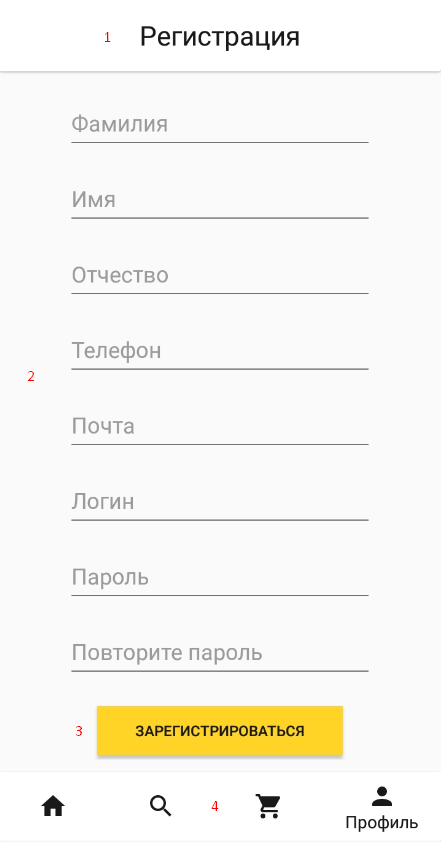 1 Регистрация
Фамилия
Имя
Отчество
Телефон
2
Почта
Логин
Пароль
Повторите пароль
3 ЗАРЕГИСТРИРОВАТЬСЯ
4
Профиль